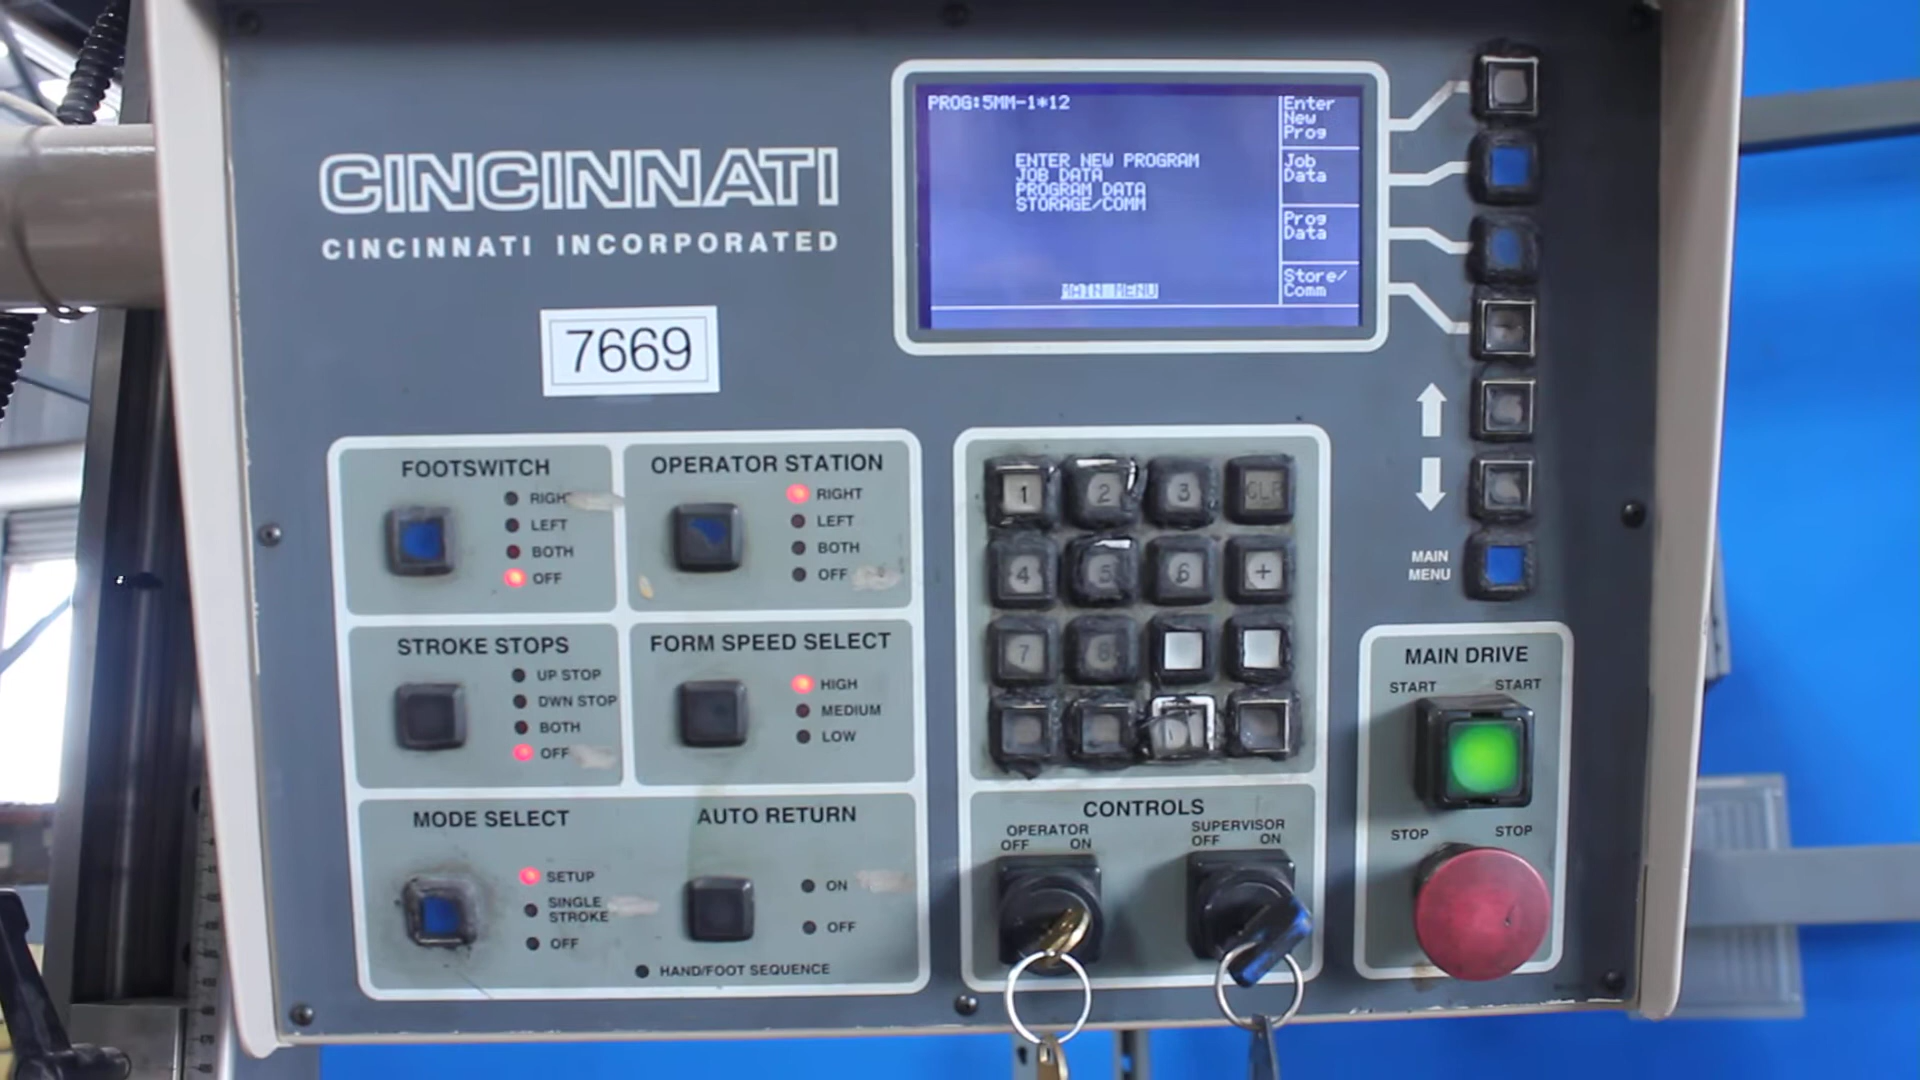 CINCINNATI
CINCINNATI INCORPORATED
7669
PROG:5MM-1*12
ENTER NEW PROGRAM
JOB DATA
PROGRAM DATA
STORAGE/COMM
MAIN MENU
Enter
New
Prog
Job
Data
Prog
Data
Store/
Comm
MAIN
MENU
FOOTSWITCH
RIGHT
LEFT
BOTH
OFF
OPERATOR STATION
RIGHT
LEFT
BOTH
OFF
STROKE STOPS
UP STOP
DWN STOP
BOTH
OFF
FORM SPEED SELECT
HIGH
MEDIUM
LOW
MODE SELECT
SETUP
SINGLE
STROKE
OFF
AUTO RETURN
ON
OFF
HAND/FOOT SEQUENCE
1 2 3 CLR
4 5 6 +
7 8
CONTROLS
OPERATOR
OFF ON
SUPERVISOR
OFF ON
MAIN DRIVE
START START
STOP STOP